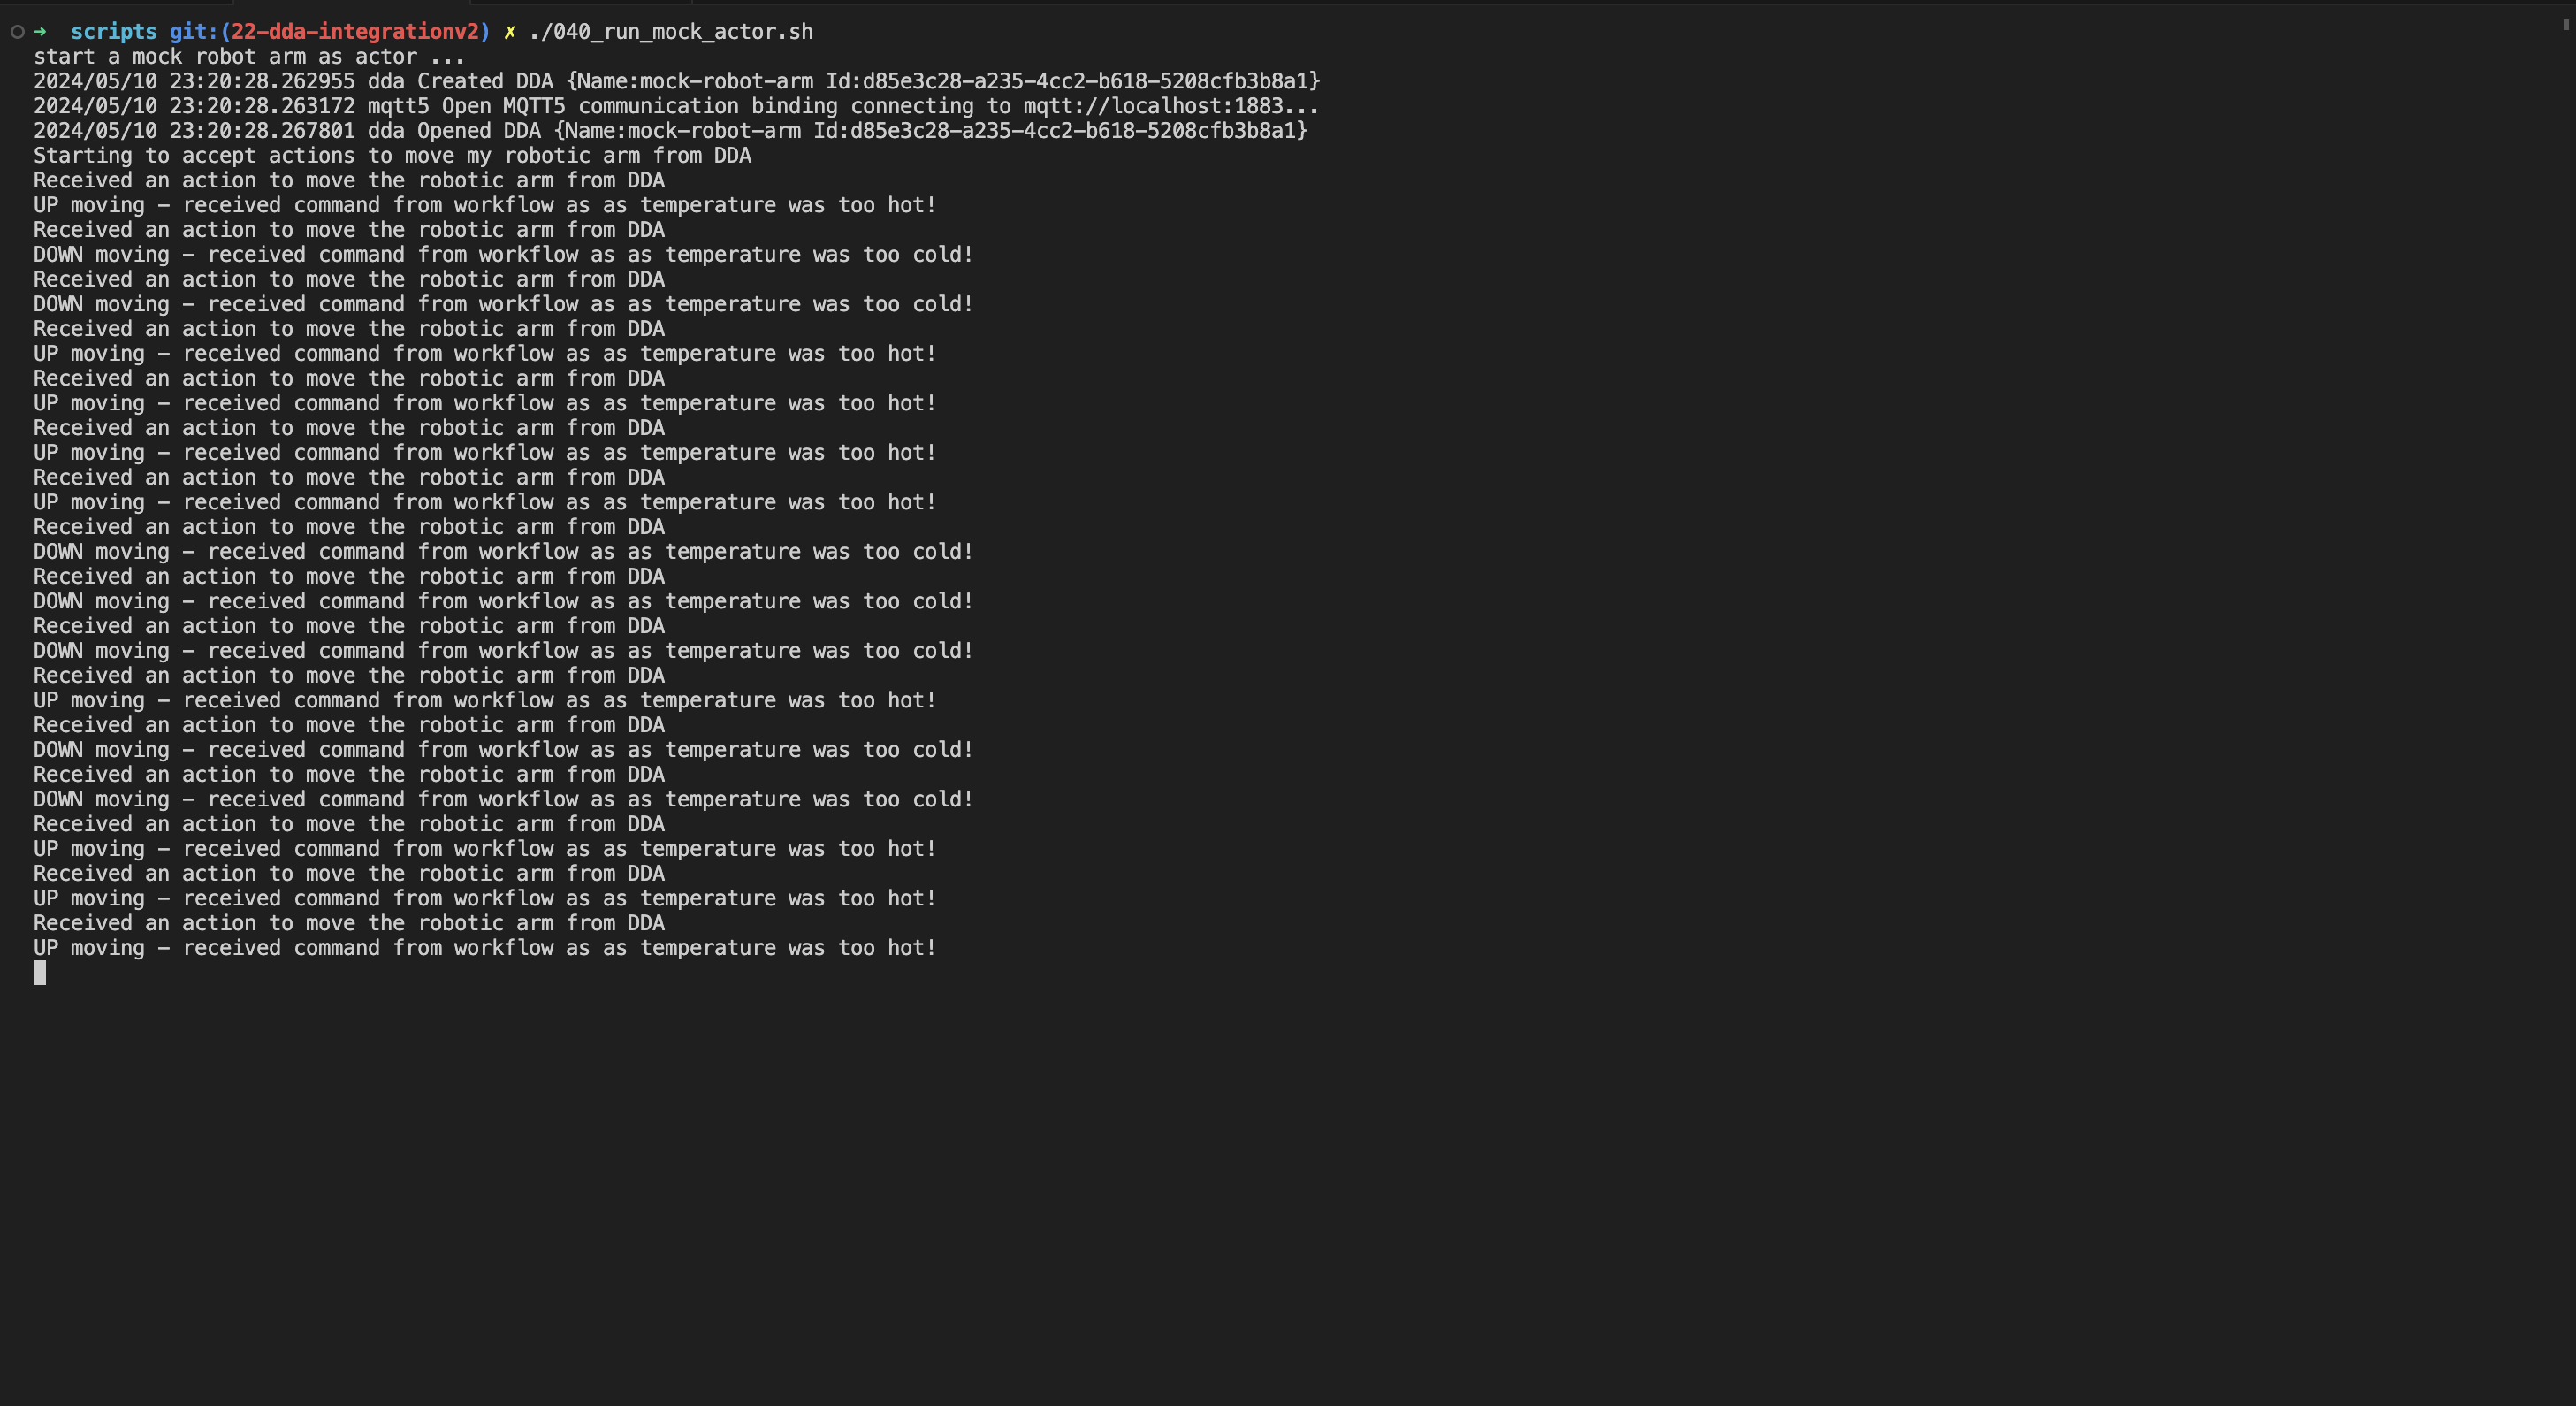 ➜  scripts git:(22-dda-integrationv2) ✗ ./040_run_mock_actor.sh
start a mock robot arm as actor ...
2024/05/10 23:20:28.262955 dda Created DDA {Name:mock-robot-arm Id:d85e3c28-a235-4cc2-b618-5208cfb3b8a1}
2024/05/10 23:20:28.263172 mqtt5 Open MQTT5 communication binding connecting to mqtt://localhost:1883...
2024/05/10 23:20:28.267801 dda Opened DDA {Name:mock-robot-arm Id:d85e3c28-a235-4cc2-b618-5208cfb3b8a1}
Starting to accept actions to move my robotic arm from DDA
Received an action to move the robotic arm from DDA
UP moving - received command from workflow as as temperature was too hot!
Received an action to move the robotic arm from DDA
DOWN moving - received command from workflow as as temperature was too cold!
Received an action to move the robotic arm from DDA
DOWN moving - received command from workflow as as temperature was too cold!
Received an action to move the robotic arm from DDA
UP moving - received command from workflow as as temperature was too hot!
Received an action to move the robotic arm from DDA
UP moving - received command from workflow as as temperature was too hot!
Received an action to move the robotic arm from DDA
UP moving - received command from workflow as as temperature was too hot!
Received an action to move the robotic arm from DDA
UP moving - received command from workflow as as temperature was too hot!
Received an action to move the robotic arm from DDA
DOWN moving - received command from workflow as as temperature was too cold!
Received an action to move the robotic arm from DDA
DOWN moving - received command from workflow as as temperature was too cold!
Received an action to move the robotic arm from DDA
DOWN moving - received command from workflow as as temperature was too cold!
Received an action to move the robotic arm from DDA
UP moving - received command from workflow as as temperature was too hot!
Received an action to move the robotic arm from DDA
DOWN moving - received command from workflow as as temperature was too cold!
Received an action to move the robotic arm from DDA
DOWN moving - received command from workflow as as temperature was too cold!
Received an action to move the robotic arm from DDA
UP moving - received command from workflow as as temperature was too hot!
Received an action to move the robotic arm from DDA
UP moving - received command from workflow as as temperature was too hot!
Received an action to move the robotic arm from DDA
UP moving - received command from workflow as as temperature was too hot!